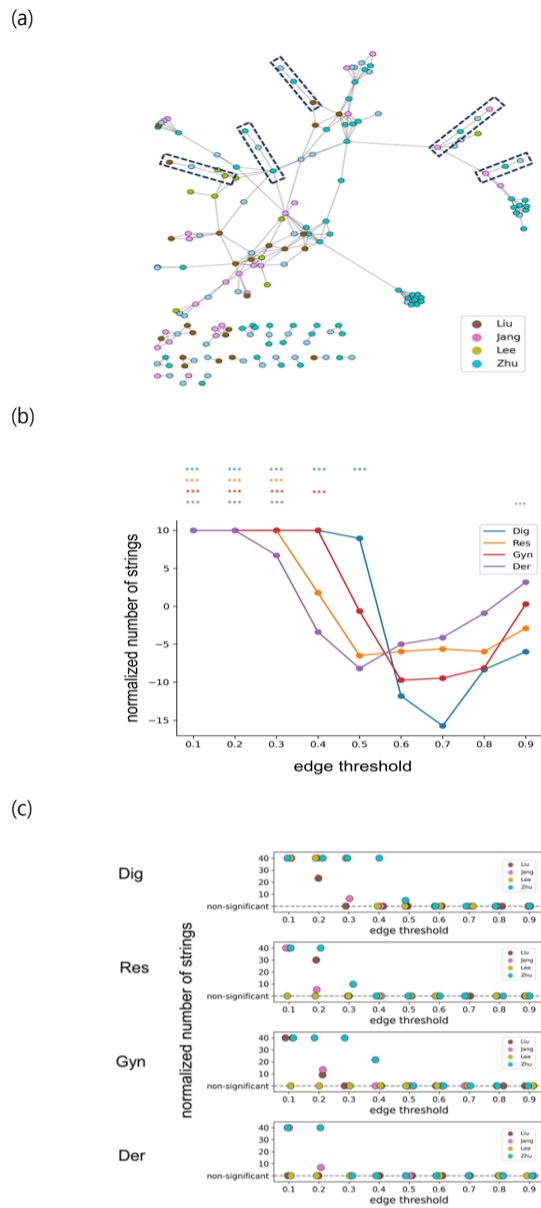 (a)
Liu
Jang
Lee
Zhu
(b)
*** *** *** *** ***
*** *** ***
*** *** *** ***
*** *** *** ***
normalized number of strings
10
5
0
−5
−10
−15
0.1 0.2 0.3 0.4 0.5 0.6 0.7 0.8 0.9
edge threshold
Dig
Res
Gyn
Der
(c)
normalized number of strings
Dig
40
30
20
10
non-significant
0.1 0.2 0.3 0.4 0.5 0.6 0.7 0.8 0.9
edge threshold
Liu
Jang
Lee
Zhu
Res
40
30
20
10
non-significant
0.1 0.2 0.3 0.4 0.5 0.6 0.7 0.8 0.9
edge threshold
Liu
Jang
Lee
Zhu
Gyn
40
30
20
10
non-significant
0.1 0.2 0.3 0.4 0.5 0.6 0.7 0.8 0.9
edge threshold
Liu
Jang
Lee
Zhu
Der
40
30
20
10
non-significant
0.1 0.2 0.3 0.4 0.5 0.6 0.7 0.8 0.9
edge threshold
Liu
Jang
Lee
Zhu